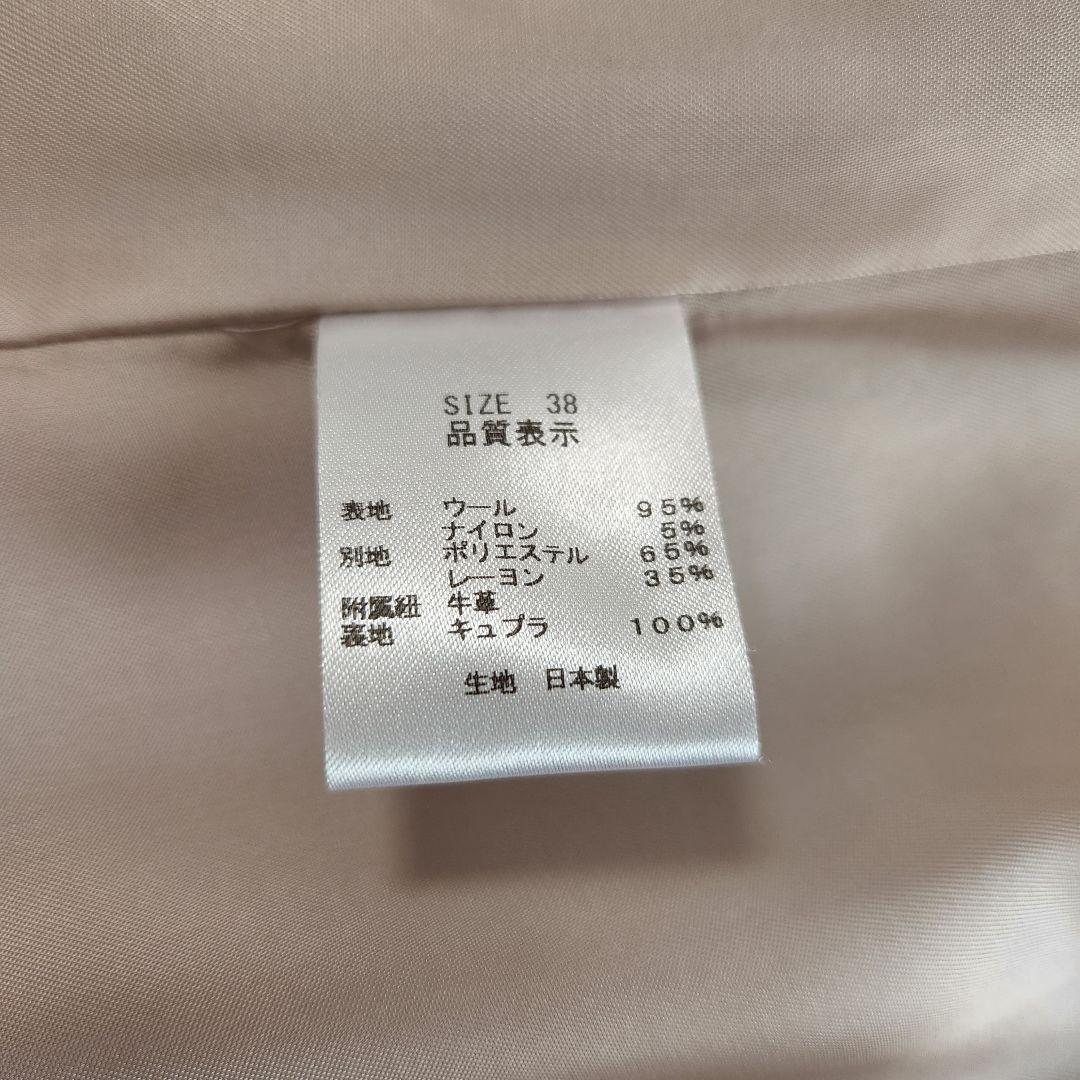 SIZE 38
品質表示
表地 ウール 95%
ナイロン 5%
別地 ポリエステル 65%
レーヨン 35%
附属紐 牛革
裏地 キュプラ 100%
生地 日本製